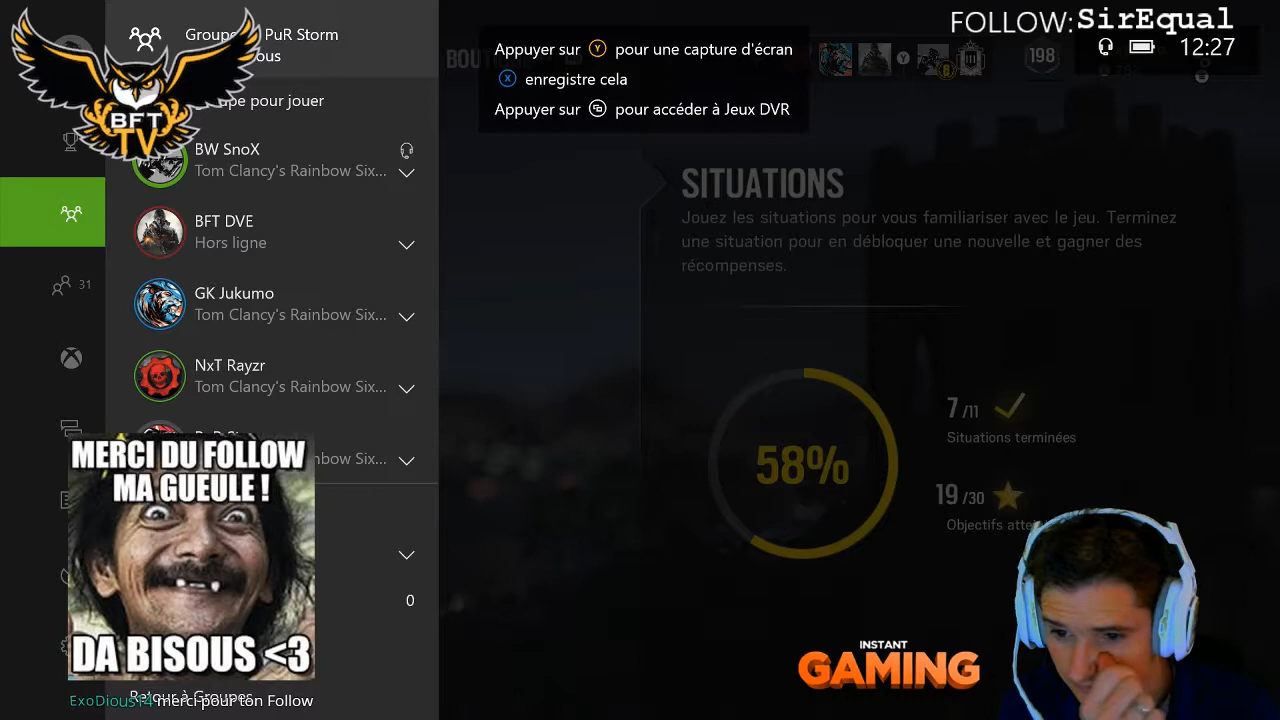 FOLLOW:SirEqual
12:27
Groupe
PuR Storm
ous
BFT
TV
pe pour jouer
BW SnoX
Tom Clancy's Rainbow Six...
BFT DVE
Hors ligne
GK Jukumo
Tom Clancy's Rainbow Six...
NxT Rayzr
Tom Clancy's Rainbow Six...
nbow Six...
31
0
MERCI DU FOLLOW
MA GUEULE !
DA BISOUS <3
Retour à Groupes
ExoDious14 merci pour ton Follow
Appuyer sur Y pour une capture d'écran
X enregistre cela
Appuyer sur pour accéder à Jeux DVR
BOUT
198
SITUATIONS
Jouez les situations pour vous familiariser avec le jeu. Terminez
une situation pour en débloquer une nouvelle et gagner des
récompenses.
58%
7/11
Situations terminées
19/30
Objectifs atte
INSTANT
GAMING